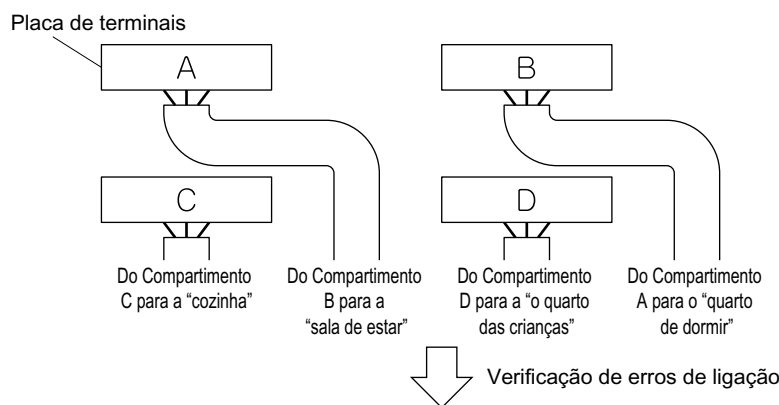 Placa de terminais
A
B
C
D
Do Compartimento
C para a “cozinha”
Do Compartimento
B para a
“sala de estar”
Do Compartimento
D para a “o quarto
das crianças”
Do Compartimento
A para o “quarto
de dormir”
Verificação de erros de ligação